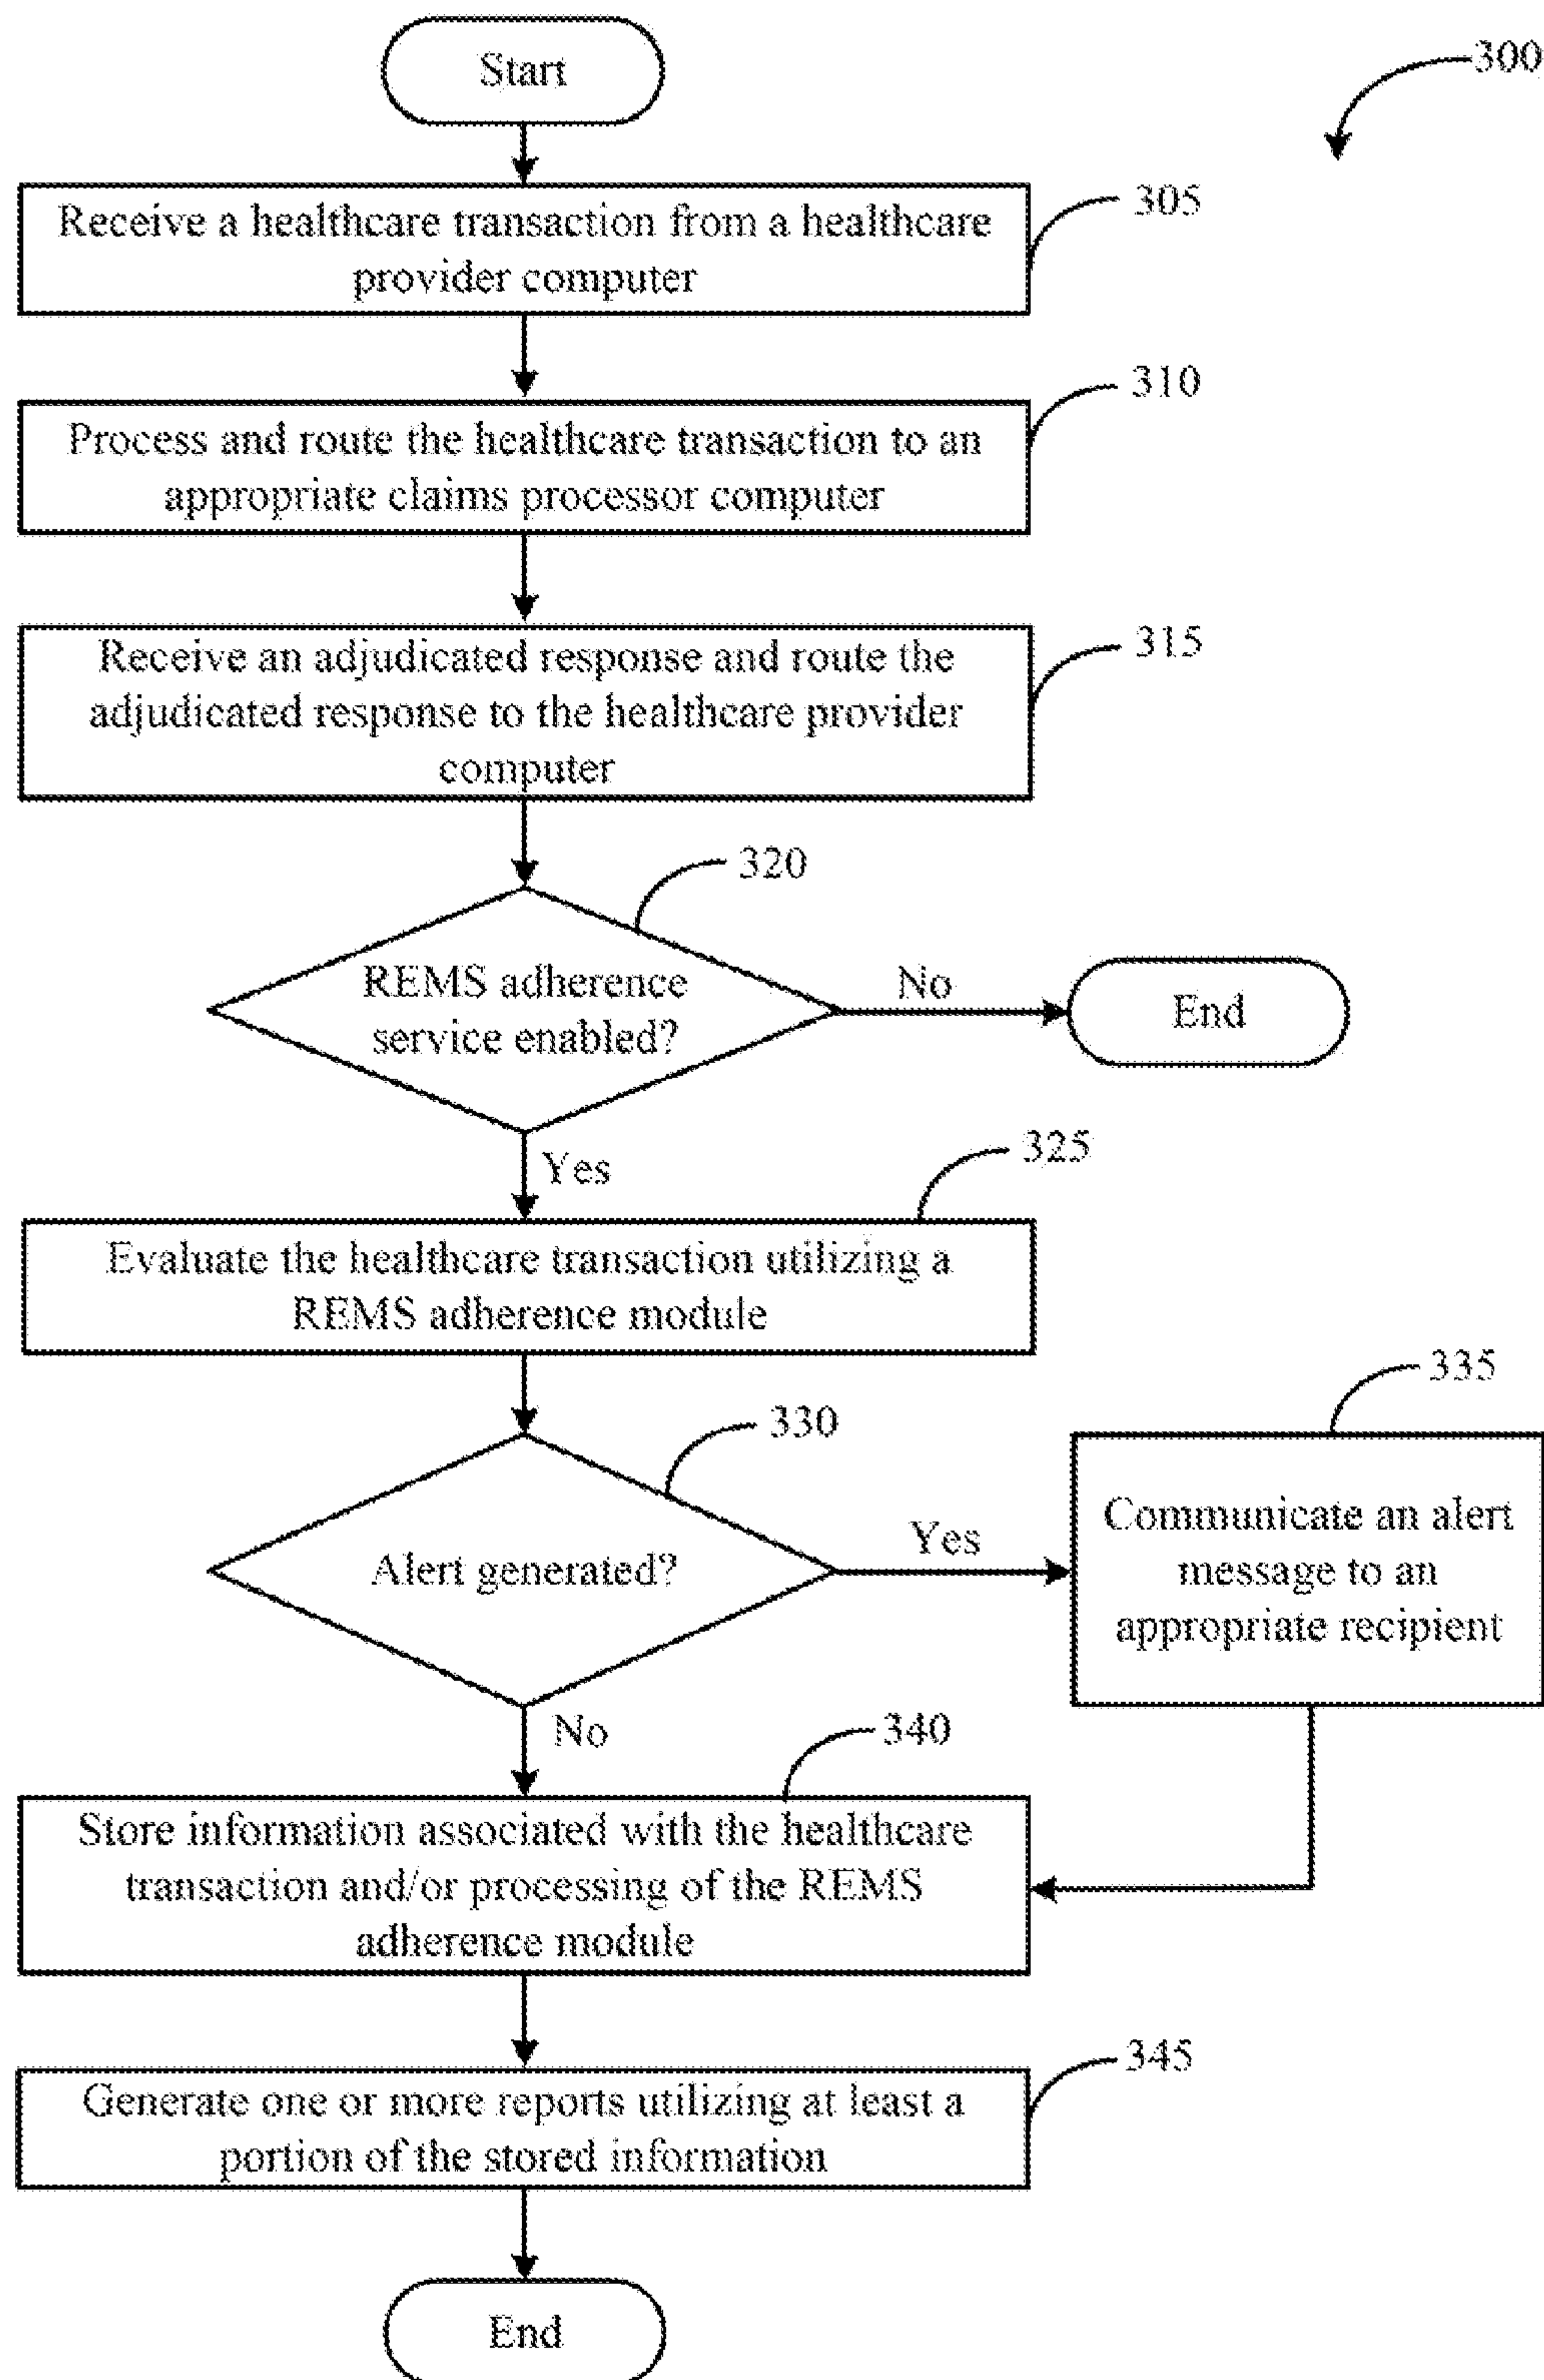 Start
300
Receive a healthcare transaction from a healthcare
provider computer
305
Process and route the healthcare transaction to an
appropriate claims processor computer
310
Receive an adjudicated response and route the
adjudicated response to the healthcare provider
computer
315
320
REMS adherence
service enabled?
No
End
Yes
325
Evaluate the healthcare transaction utilizing a
REMS adherence module
330
Alert generated?
Yes
335
Communicate an alert
message to an
appropriate recipient
No
340
Store information associated with the healthcare
transaction and/or processing of the REMS
adherence module
345
Generate one or more reports utilizing at least a
portion of the stored information
End